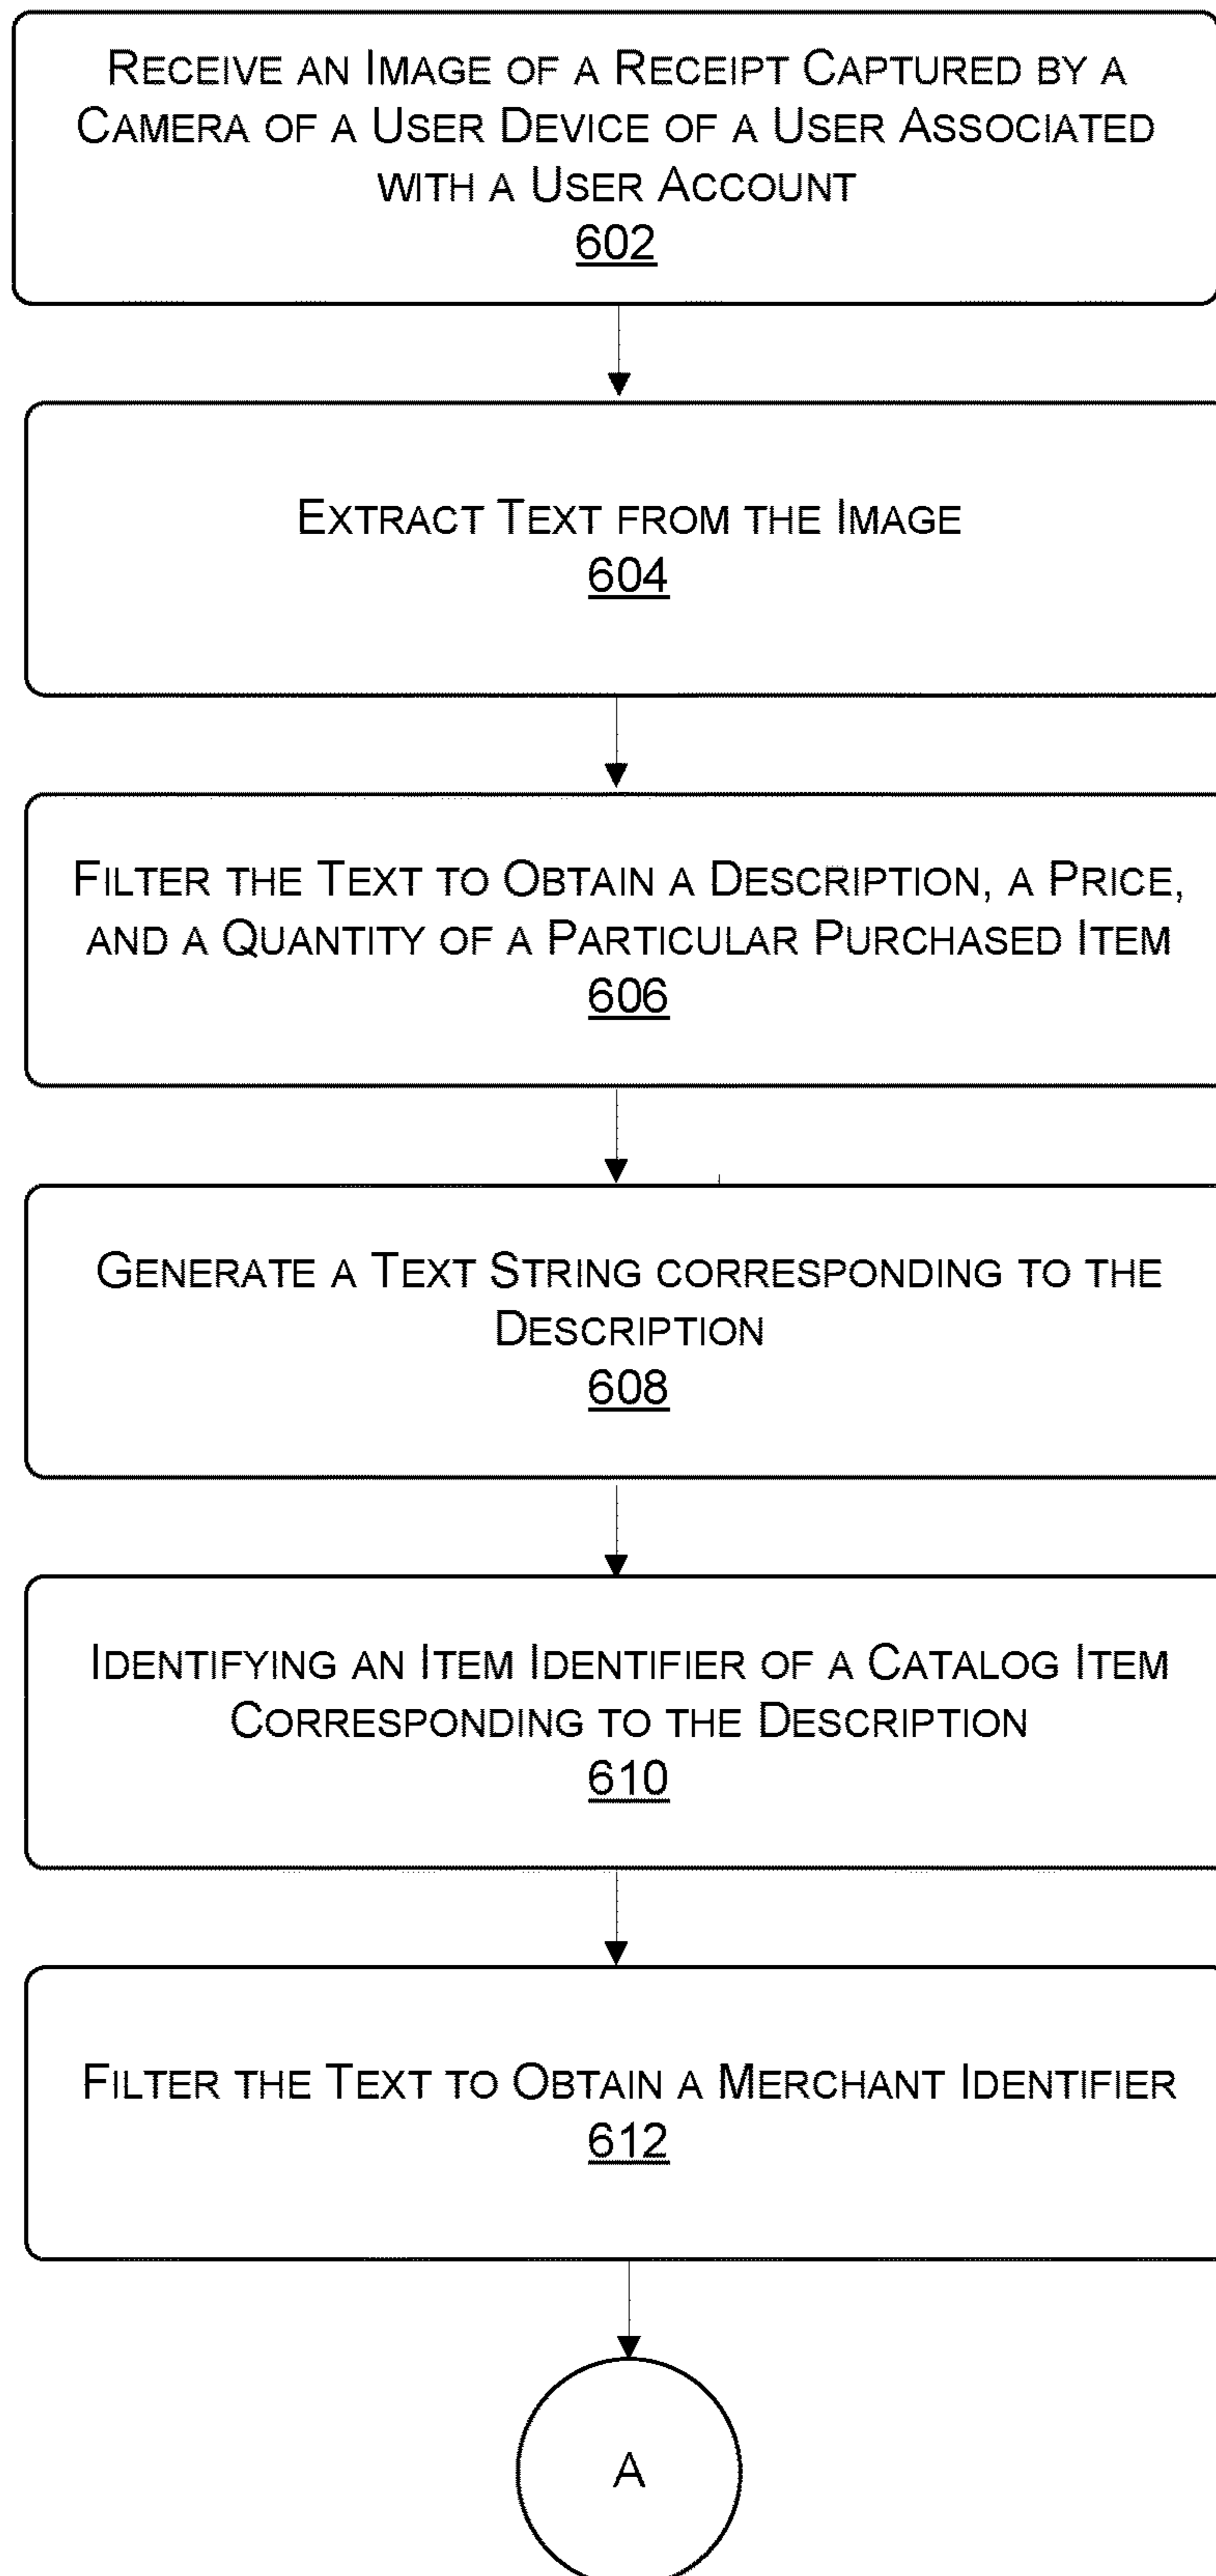 RECEIVE AN IMAGE OF A RECEIPT CAPTURED BY A
CAMERA OF A USER DEVICE OF A USER ASSOCIATED
WITH A USER ACCOUNT
602
EXTRACT TEXT FROM THE IMAGE
604
FILTER THE TEXT TO OBTAIN A DESCRIPTION, A PRICE,
AND A QUANTITY OF A PARTICULAR PURCHASED ITEM
606
GENERATE A TEXT STRING CORRESPONDING TO THE
DESCRIPTION
608
IDENTIFYING AN ITEM IDENTIFIER OF A CATALOG ITEM
CORRESPONDING TO THE DESCRIPTION
610
FILTER THE TEXT TO OBTAIN A MERCHANT IDENTIFIER
612
A